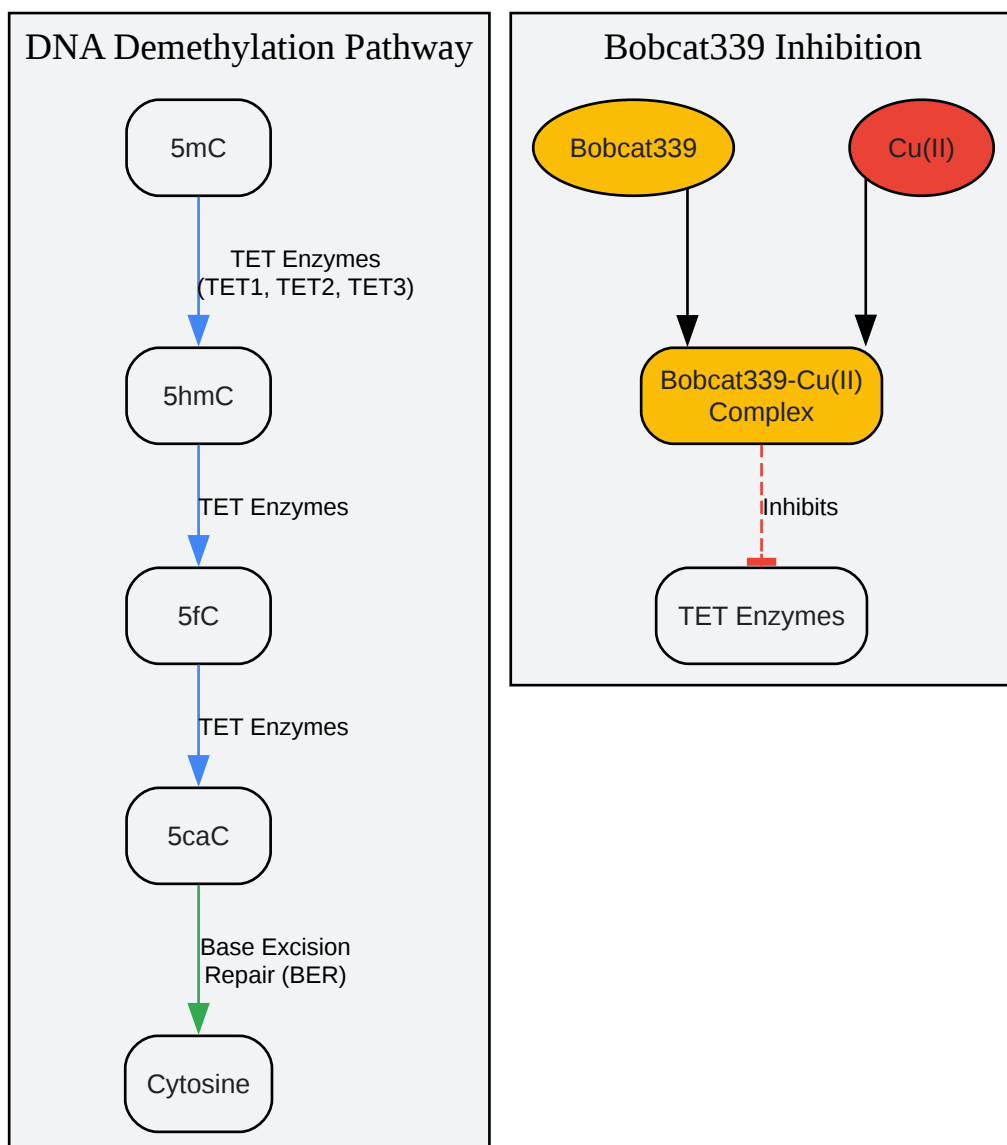 DNA Demethylation Pathway
5mC
TET Enzymes
(TET1, TET2, TET3)
5hmC
TET Enzymes
5fC
TET Enzymes
5caC
Base Excision
Repair (BER)
Cytosine
Bobcat339 Inhibition
Bobcat339
Cu(II)
Bobcat339-Cu(II)
Complex
Inhibits
TET Enzymes